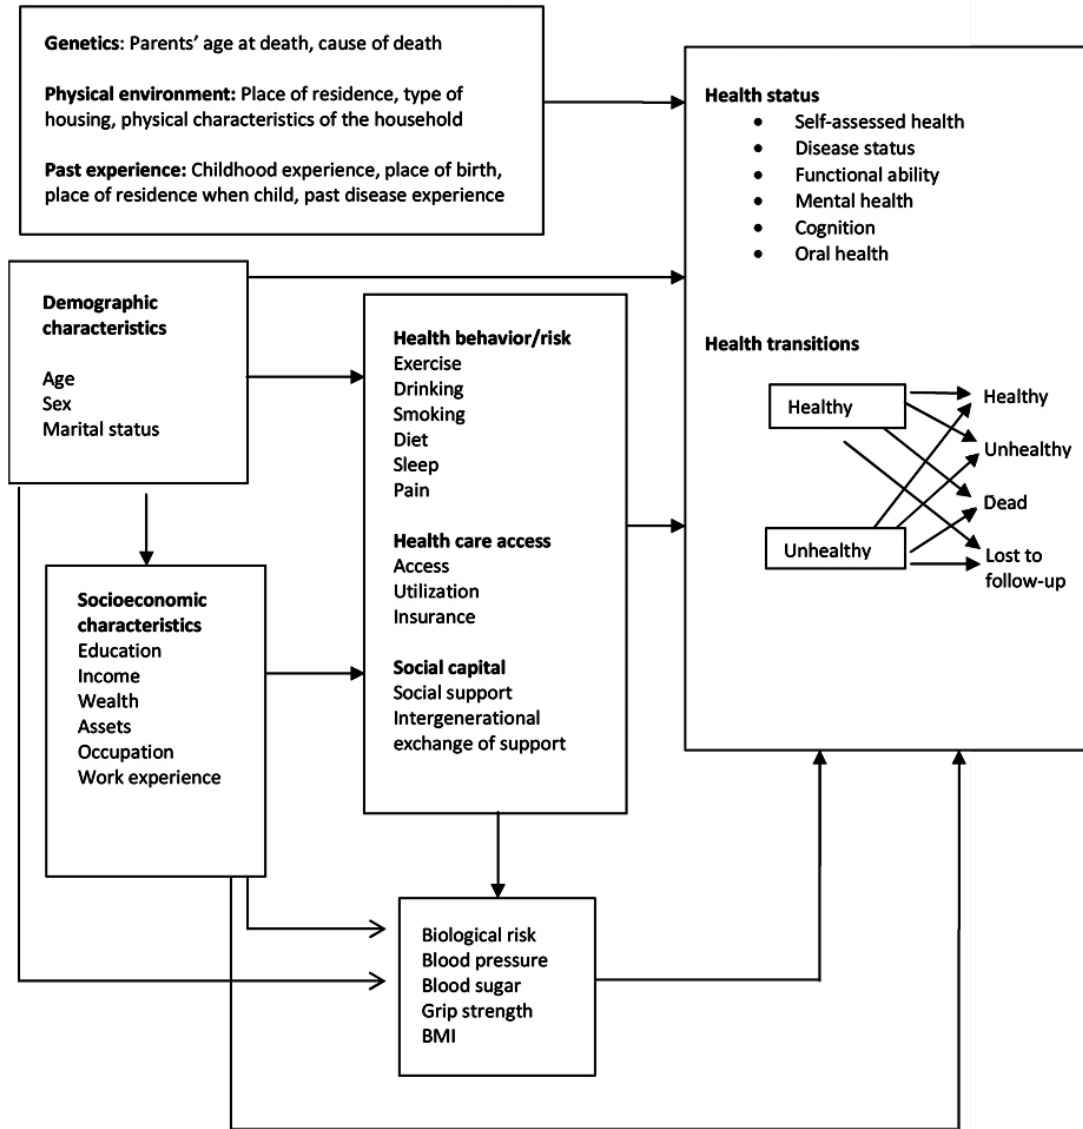 Genetics: Parents’ age at death, cause of death
Physical environment: Place of residence, type of
housing, physical characteristics of the household
Past experience: Childhood experience, place of birth,
place of residence when child, past disease experience
Health status
• Self-assessed health
• Disease status
• Functional ability
• Mental health
• Cognition
• Oral health
Demographic
characteristics
Age
Sex
Marital status
Health behavior/risk
Exercise
Drinking
Smoking
Diet
Sleep
Pain
Health care access
Access
Utilization
Insurance
Social capital
Social support
Intergenerational
exchange of support
Health transitions
Healthy
Unhealthy
Healthy
Unhealthy
Dead
Lost to
follow-up
Socioeconomic
characteristics
Education
Income
Wealth
Assets
Occupation
Work experience
Biological risk
Blood pressure
Blood sugar
Grip strength
BMI